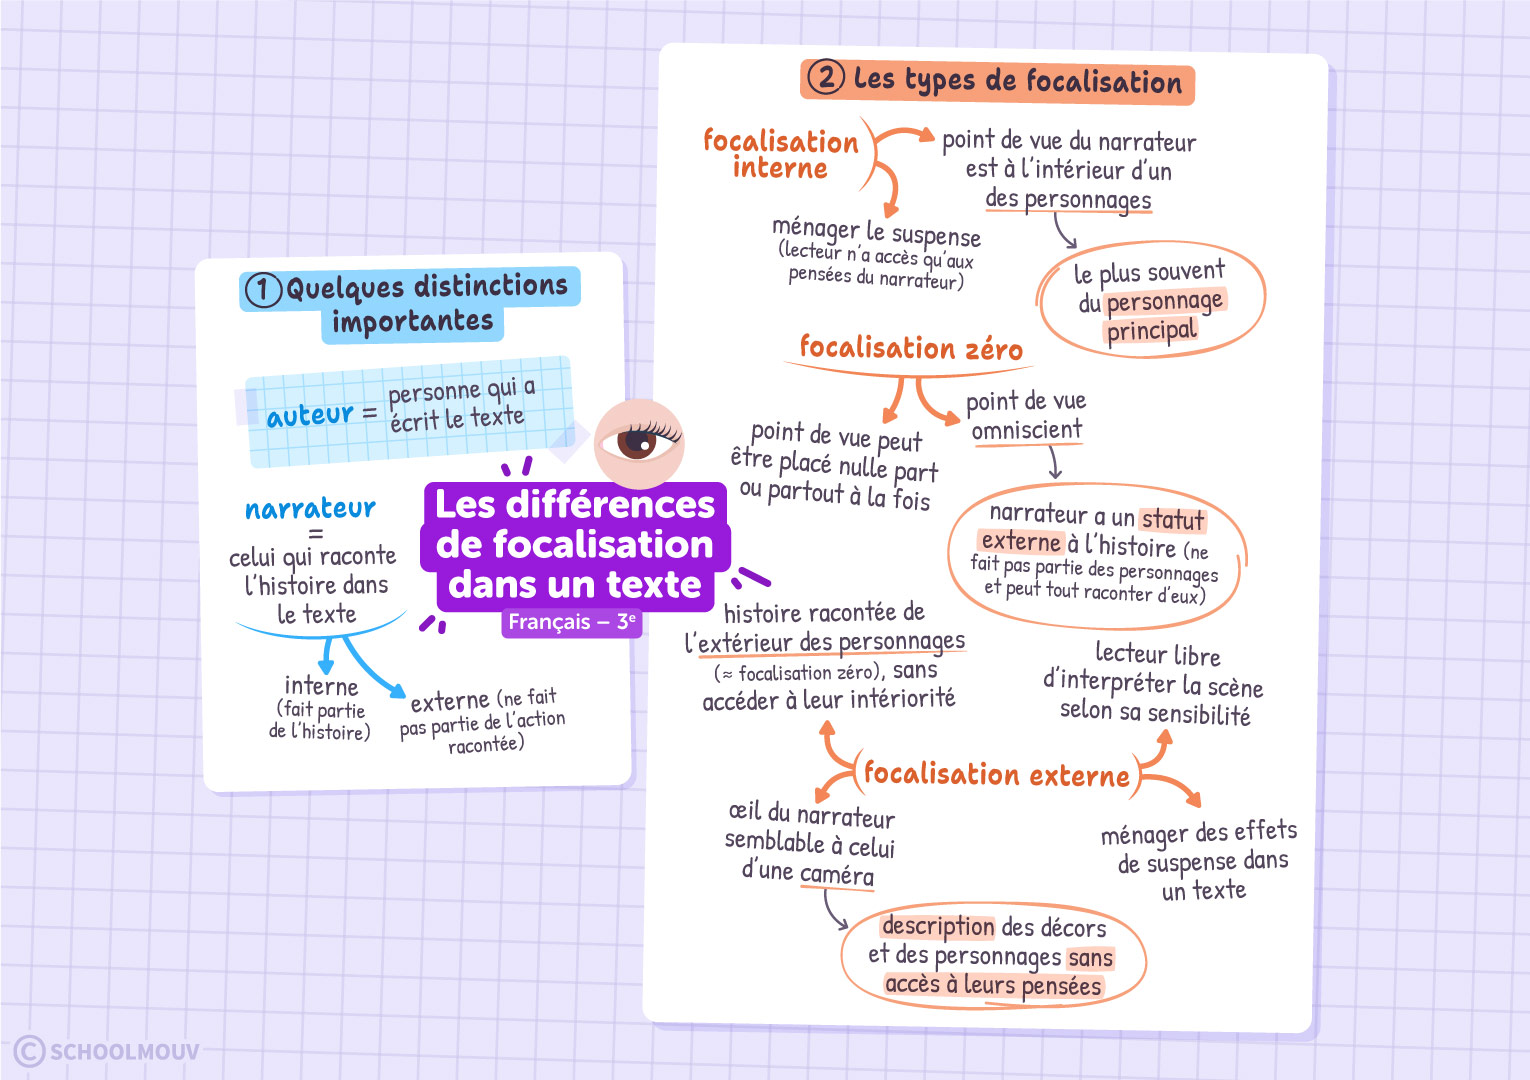 Les différences
de focalisation
dans un texte
Français – 3e
1 Quelques distinctions
importantes
auteur = personne qui a
écrit le texte
narrateur
=
celui qui raconte
l'histoire dans
le texte
interne
(fait partie
de l'histoire)
externe (ne fait
pas partie de l'action
racontée)
2 Les types de focalisation
focalisation
interne
point de vue du narrateur
est à l'intérieur d'un
des personnages
le plus souvent
du personnage
principal
ménager le suspense
(lecteur n'a accès qu'aux
pensées du narrateur)
focalisation zéro
point de vue peut
être placé nulle part
ou partout à la fois
point de vue
omniscient
narrateur a un statut
externe à l'histoire (ne
fait pas partie des personnages
et peut tout raconter d'eux)
focalisation externe
histoire racontée de
l'extérieur des personnages
(≈ focalisation zéro), sans
accéder à leur intériorité
lecteur libre
d'interpréter la scène
selon sa sensibilité
œil du narrateur
semblable à celui
d'une caméra
description des décors
et des personnages sans
accès à leurs pensées
ménager des effets
de suspense dans
un texte
© SCHOOLMOUV